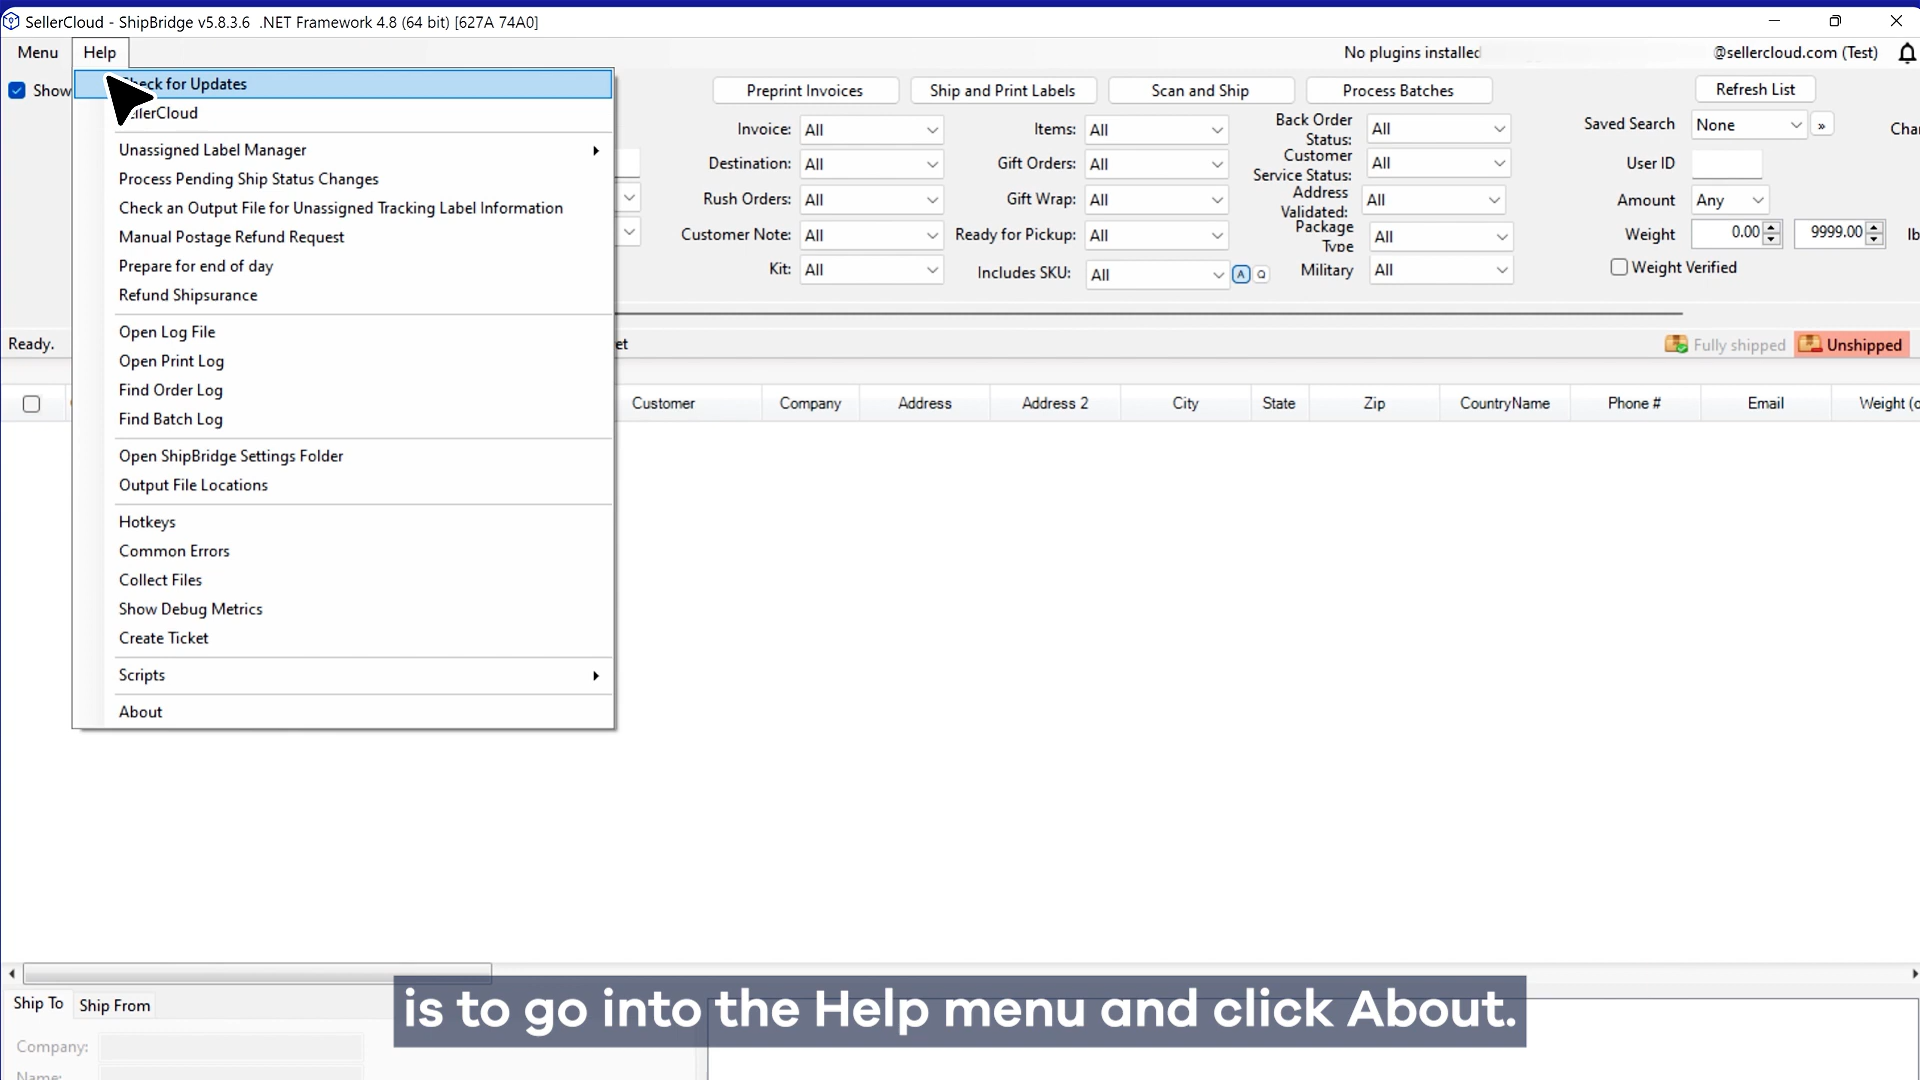 SellerCloud - ShipBridge v5.8.3.6 .NET Framework 4.8 (64 bit) [627A 74A0]
Menu Help No plugins installed @sellercloud.com (Test)
Show
for Updates
Unassigned Label Manager
Process Pending Ship Status Changes
Check an Output File for Unassigned Tracking Label Information
Manual Postage Refund Request
Prepare for end of day
Refund Shipsurance
Open Log File
Open Print Log
Find Order Log
Find Batch Log
Open ShipBridge Settings Folder
Output File Locations
Hotkeys
Common Errors
Collect Files
Show Debug Metrics
Create Ticket
Scripts
About
Preprint Invoices Ship and Print Labels Scan and Ship Process Batches Refresh List
Invoice: All
Destination: All
Rush Orders: All
Customer Note: All
Kit: All
Items: All
Gift Orders: All
Gift Wrap: All
Ready for Pickup: All
Includes SKU: All A Q
Back Order Status: All
Customer Service Status: All
Address Validated: All
Package Type All
Military All
Saved Search None »
User ID
Amount Any
Weight 0.00 9999.00 lb
Weight Verified
Ready. Fully shipped Unshipped
Customer Company Address Address 2 City State Zip CountryName Phone # Email Weight
Ship To Ship From
Company:
Name:
is to go into the Help menu and click About.